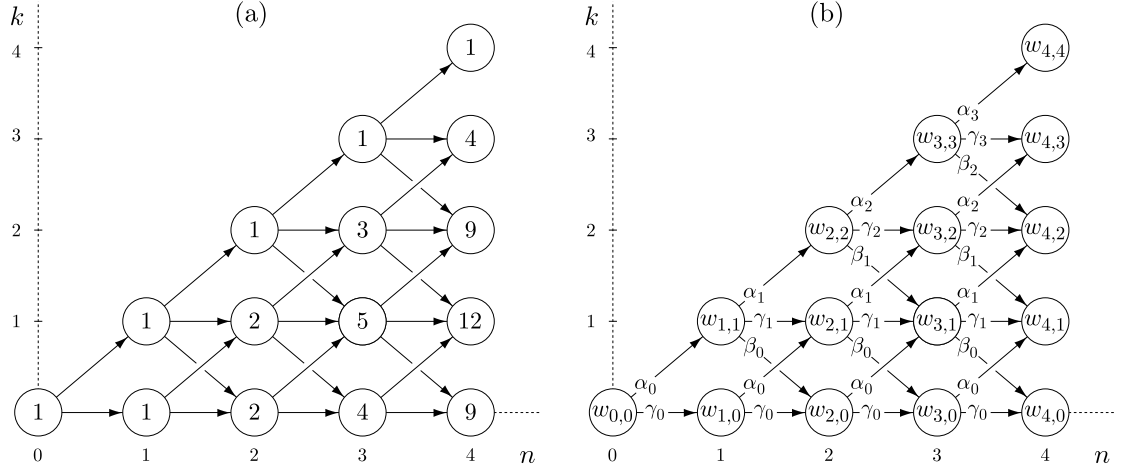 (a)
k
4
3
2
1
1
1 4
1 3 9
1 2 5 12
1 1 2 4 9
0 1 2 3 4 n
(b)
k
4
3
2
1
w4,4
α3
w3,3 γ3 w4,3
β2
α2 α2
w2,2 γ2 w3,2 γ2 w4,2
β1 β1
α1 α1 α1
w1,1 γ1 w2,1 γ1 w3,1 γ1 w4,1
β0 β0 β0
α0 α0 α0 α0
w0,0 γ0 w1,0 γ0 w2,0 γ0 w3,0 γ0 w4,0
0 1 2 3 4 n